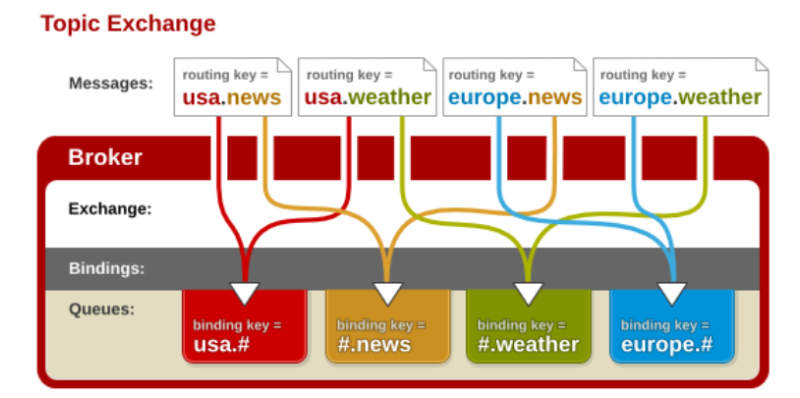 Topic Exchange
Messages:
routing key =
usa.news
routing key =
usa.weather
routing key =
europe.news
routing key =
europe.weather
Broker
Exchange:
Bindings:
Queues:
binding key =
usa.#
binding key =
#.news
binding key =
#.weather
binding key =
europe.#